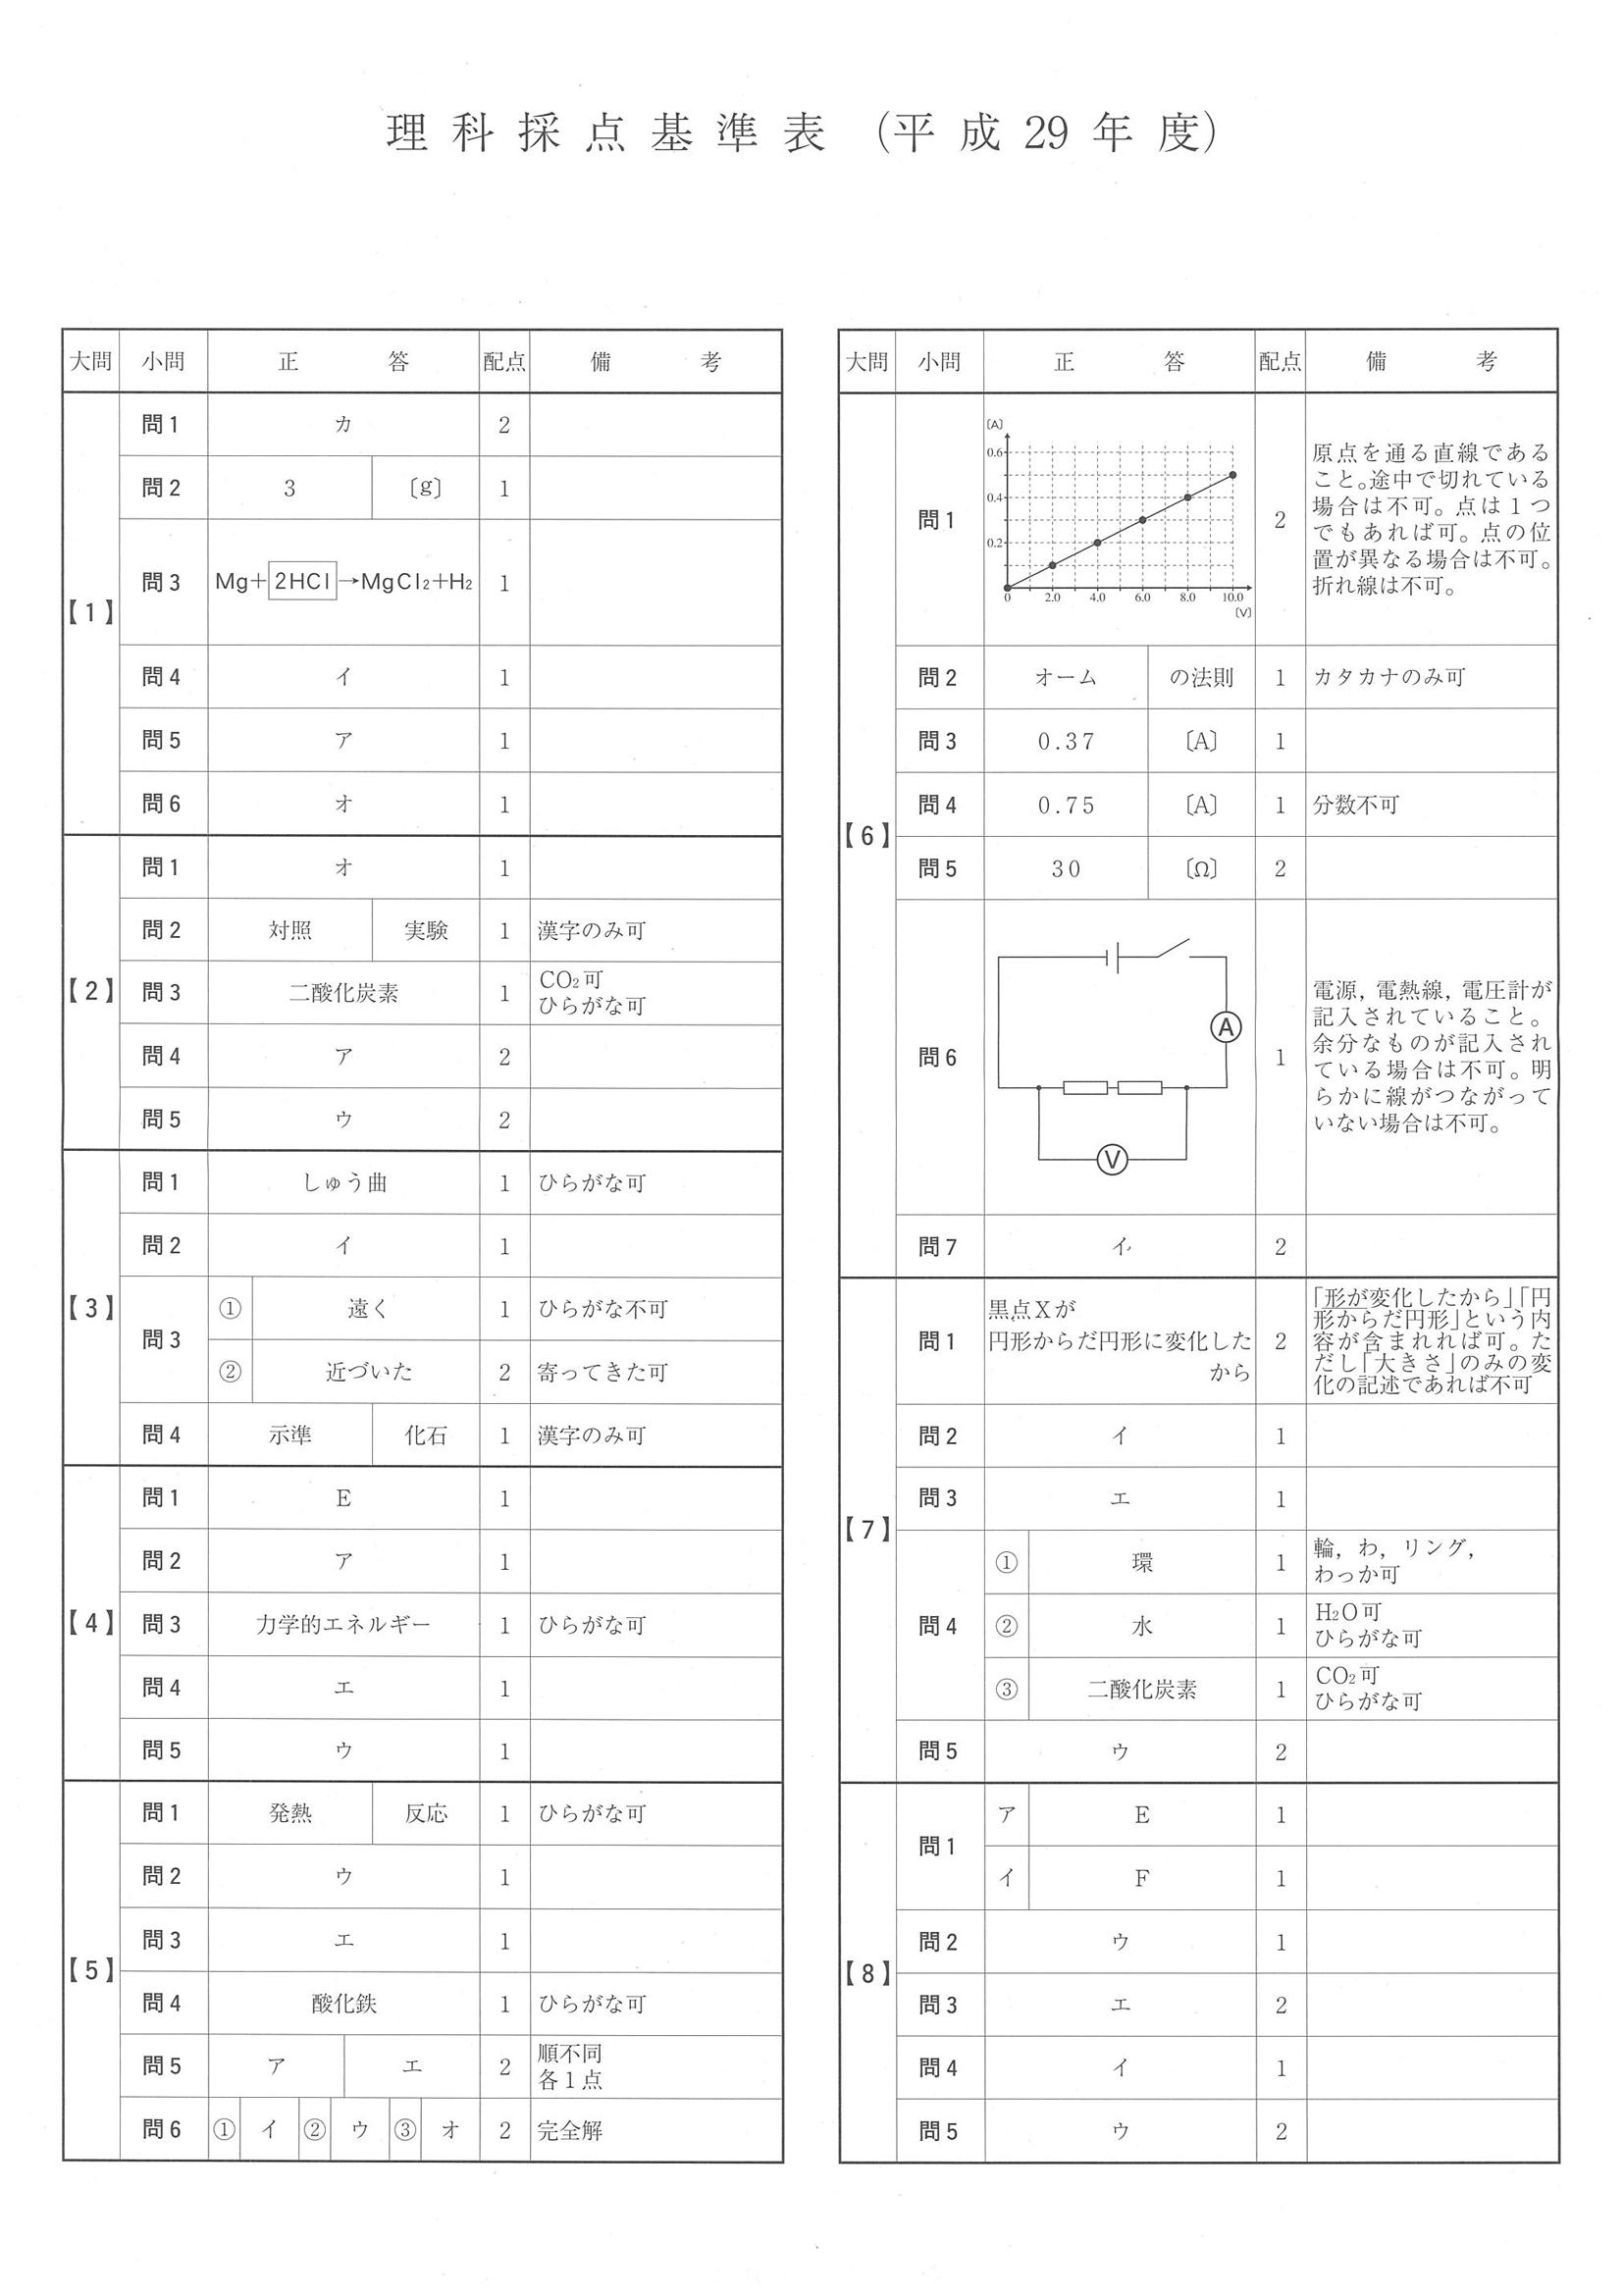 理科採点基準表 (平成29年度)
大問 小問 正答 配点 備考
【1】
問1 カ 2
問2 3 〔g〕 1
問3 Mg+2HCl→MgCl₂+H₂ 1
問4 イ 1
問5 ア 1
問6 オ 1
【2】
問1 オ 1
問2 対照 実験 1 漢字のみ可
問3 二酸化炭素 1 CO₂可
ひらがな可
問4 ア 2
問5 ウ 2
【3】
問1 しゅう曲 1 ひらがな可
問2 イ 1
問3 ① 遠く 1 ひらがな不可
② 近づいた 2 寄ってきた可
問4 示準 化石 1 漢字のみ可
【4】
問1 E 1
問2 ア 1
問3 力学的エネルギー 1 ひらがな可
問4 エ 1
問5 ウ 1
【5】
問1 発熱 反応 1 ひらがな可
問2 ウ 1
問3 エ 1
問4 酸化鉄 1 ひらがな可
問5 ア エ 2 順不同
各1点
問6 ① イ ② ウ ③ オ 2 完全解
大問 小問 正答 配点 備考
【6】
問1
〔A〕
0.6
0.4
0.2
0 2.0 4.0 6.0 8.0 10.0
〔V〕
2
原点を通る直線である
こと。途中で切れている
場合は不可。点は1つ
でもあれば可。点の位
置が異なる場合は不可。
折れ線は不可。
問2 オーム の法則 1 カタカナのみ可
問3 0.37 〔A〕 1
問4 0.75 〔A〕 1 分数不可
問5 30 〔Ω〕 2
問6
A
V
1
電源,電熱線,電圧計が
記入されていること。
余分なものが記入され
ている場合は不可。明
らかに線がつながって
いない場合は不可。
問7 イ 2
【7】
問1
黒点Xが
円形からだ円形に変化した
から
2
「形が変化したから」「円
形からだ円形」という内
容が含まれれば可。た
だし「大きさ」のみの変
化の記述であれば不可
問2 イ 1
問3 エ 1
問4 ① 環 1 輪,わ,リング,
わっか可
② 水 1 H₂O可
ひらがな可
③ 二酸化炭素 1 CO₂可
ひらがな可
問5 ウ 2
【8】
問1 ア E 1
イ F 1
問2 ウ 1
問3 エ 2
問4 イ 1
問5 ウ 2